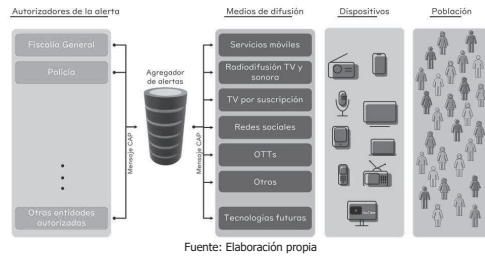 Autorizadores de la alerta
Medios de difusión
Dispositivos
Población
Fiscalía General
Policía
Otras entidades
autorizadas
Mensaje CAP
Agregador
de alertas
Mensaje CAP
Servicios móviles
Radiodifusión TV y
sonora
TV por suscripción
Redes sociales
OTTs
Otros
Tecnologías futuras
Fuente: Elaboración propia